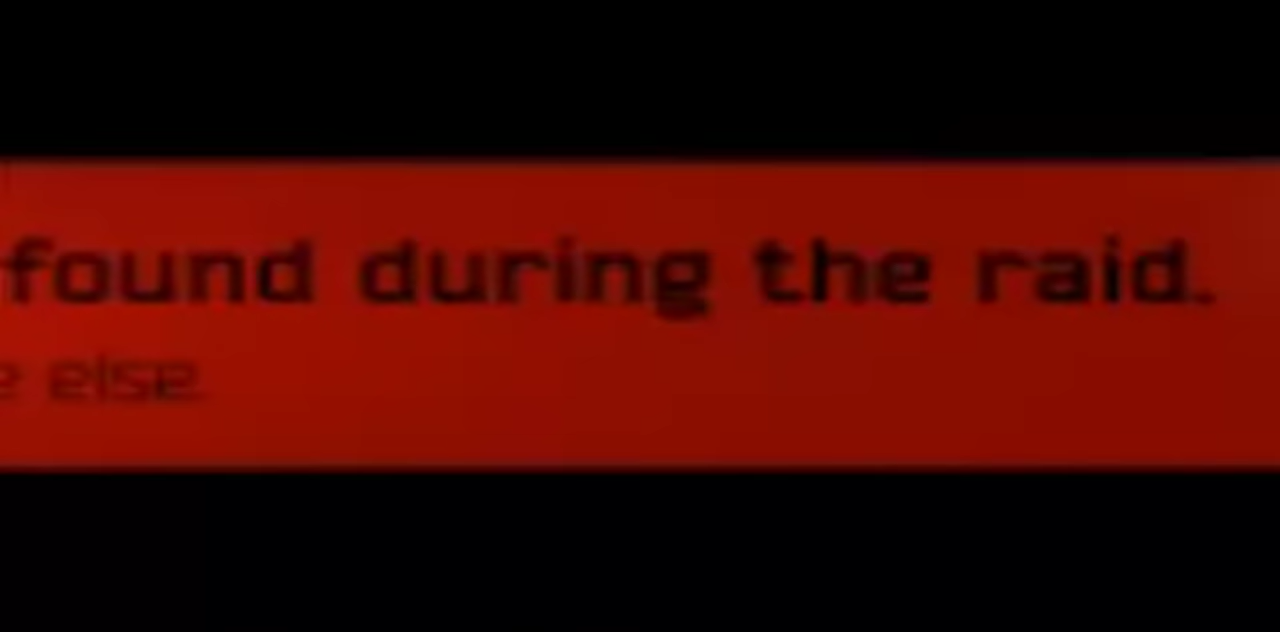 found during the raid.
else.